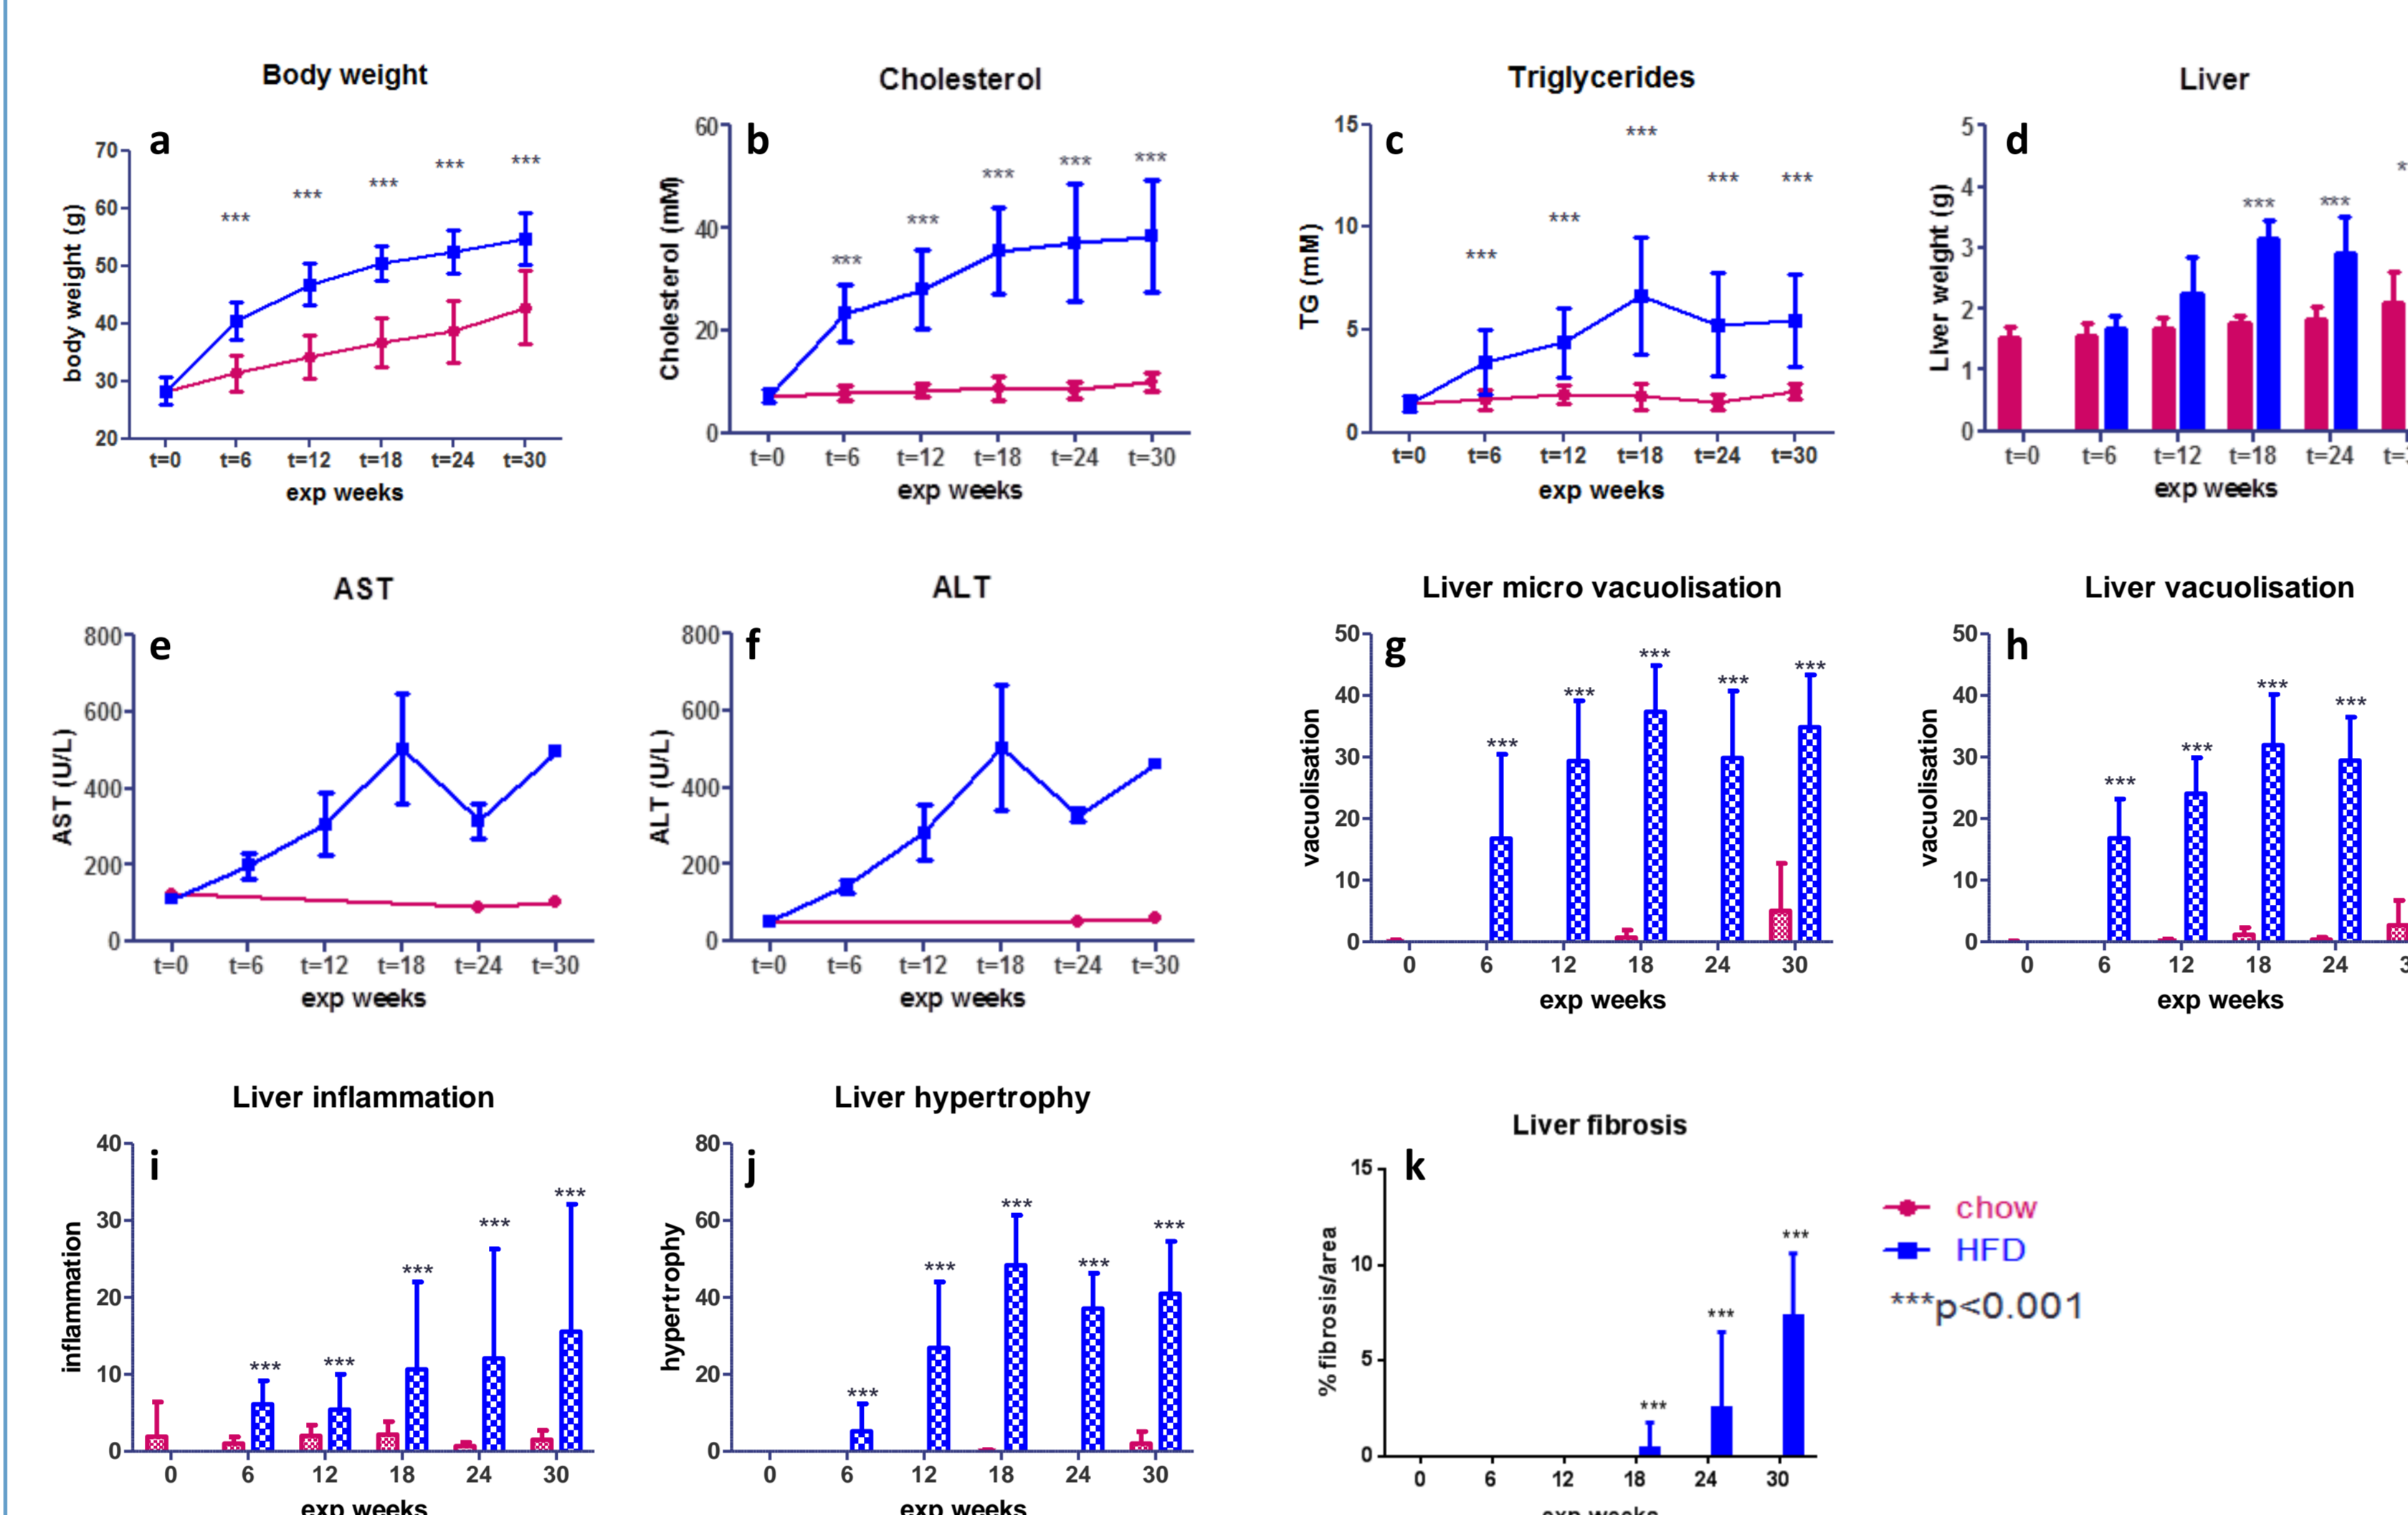 Body weight
a
70
60
50
40
30
20
body weight (g)
***
***
***
***
***
t=0 t=6 t=12 t=18 t=24 t=30
exp weeks
Cholesterol
b
60
40
20
0
Cholesterol (mM)
***
***
***
***
***
t=0 t=6 t=12 t=18 t=24 t=30
exp weeks
Triglycerides
c
15
10
5
0
TG (mM)
***
***
***
***
***
t=0 t=6 t=12 t=18 t=24 t=30
exp weeks
Liver
d
5
4
3
2
1
0
Liver weight (g)
***
***
t=0 t=6 t=12 t=18 t=24
exp weeks
AST
e
800
600
400
200
0
AST (U/L)
t=0 t=6 t=12 t=18 t=24 t=30
exp weeks
ALT
f
800
600
400
200
0
ALT (U/L)
t=0 t=6 t=12 t=18 t=24 t=30
exp weeks
Liver micro vacuolisation
g
50
40
30
20
10
0
vacuolisation
***
***
***
***
***
0 6 12 18 24 30
exp weeks
Liver vacuolisation
h
50
40
30
20
10
0
vacuolisation
***
***
***
***
0 6 12 18 24
exp weeks
Liver inflammation
i
40
30
20
10
0
inflammation
***
***
***
***
***
0 6 12 18 24 30
exp weeks
Liver hypertrophy
j
80
60
40
20
0
hypertrophy
***
***
***
***
***
0 6 12 18 24 30
exp weeks
Liver fibrosis
k
15
10
5
0
% fibrosis/area
***
***
***
0 6 12 18 24 30
exp weeks
chow
HFD
***p<0.001